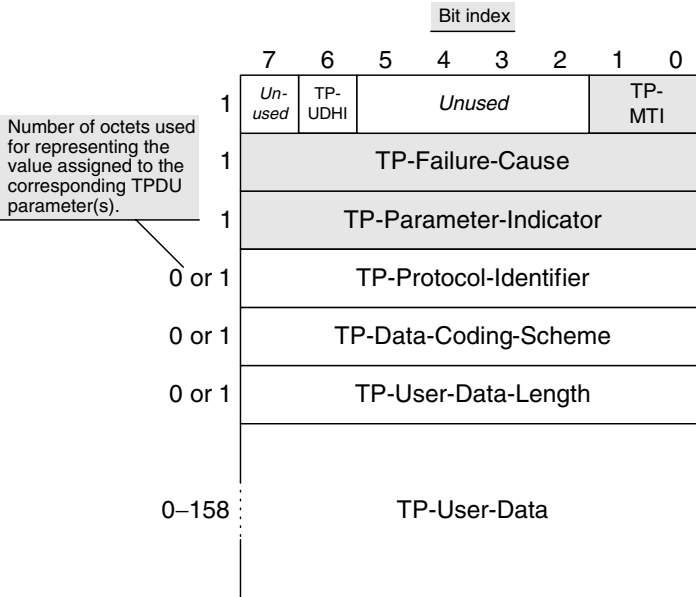 Bit index
7 6 5 4 3 2 1 0
1 Un- TP- Unused TP-
used UDHI MTI
Number of octets used
for representing the
value assigned to the
corresponding TPDU
parameter(s).
1 TP-Failure-Cause
1 TP-Parameter-Indicator
0 or 1 TP-Protocol-Identifier
0 or 1 TP-Data-Coding-Scheme
0 or 1 TP-User-Data-Length
0–158 TP-User-Data